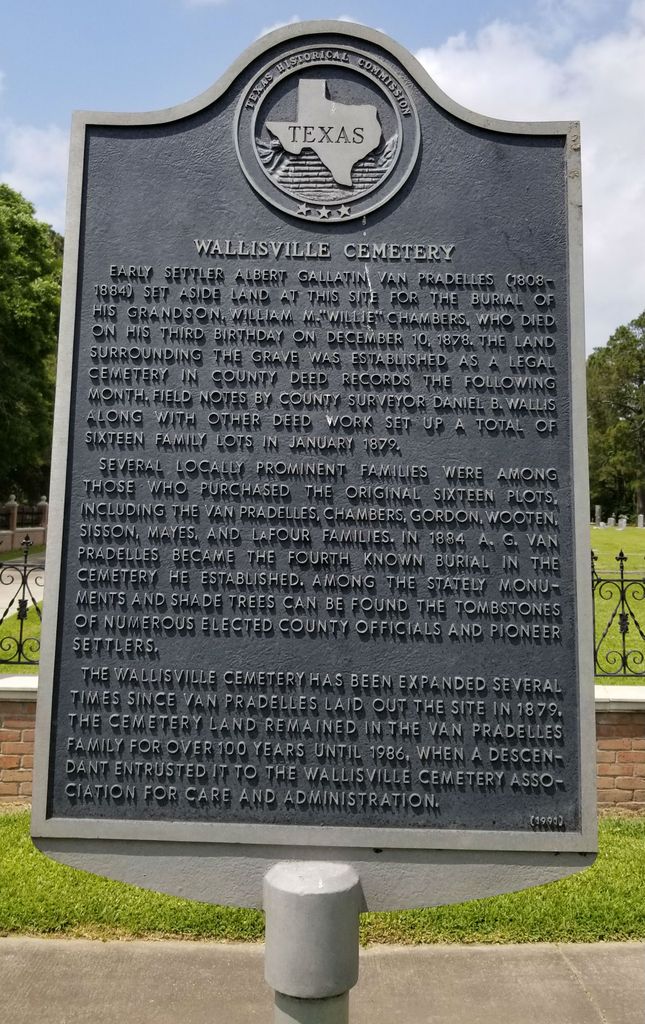 TEXAS HISTORICAL COMMISSION
TEXAS
WALLISVILLE CEMETERY
EARLY SETTLER ALBERT GALLATIN VAN PRADELLES (1808-
1884) SET ASIDE LAND AT THIS SITE FOR THE BURIAL OF
HIS GRANDSON, WILLIAM M. "WILLIE" CHAMBERS, WHO DIED
ON HIS THIRD BIRTHDAY ON DECEMBER 10, 1878. THE LAND
SURROUNDING THE GRAVE WAS ESTABLISHED AS A LEGAL
CEMETERY IN COUNTY DEED RECORDS THE FOLLOWING
MONTH. FIELD NOTES BY COUNTY SURVEYOR DANIEL B. WALLIS
ALONG WITH OTHER DEED WORK SET UP A TOTAL OF
SIXTEEN FAMILY LOTS IN JANUARY 1879.
SEVERAL LOCALLY PROMINENT FAMILIES WERE AMONG
THOSE WHO PURCHASED THE ORIGINAL SIXTEEN PLOTS,
INCLUDING THE VAN PRADELLES, CHAMBERS, GORDON, WOOTEN,
SISSON, MAYES, AND LAFOUR FAMILIES. IN 1884 A. G. VAN
PRADELLES BECAME THE FOURTH KNOWN BURIAL IN THE
CEMETERY HE ESTABLISHED. AMONG THE STATELY MONU-
MENTS AND SHADE TREES CAN BE FOUND THE TOMBSTONES
OF NUMEROUS ELECTED COUNTY OFFICIALS AND PIONEER
SETTLERS.
THE WALLISVILLE CEMETERY HAS BEEN EXPANDED SEVERAL
TIMES SINCE VAN PRADELLES LAID OUT THE SITE IN 1879.
THE CEMETERY LAND REMAINED IN THE VAN PRADELLES
FAMILY FOR OVER 100 YEARS UNTIL 1986, WHEN A DESCEN-
DANT ENTRUSTED IT TO THE WALLISVILLE CEMETERY ASSO-
CIATION FOR CARE AND ADMINISTRATION.
(1991)